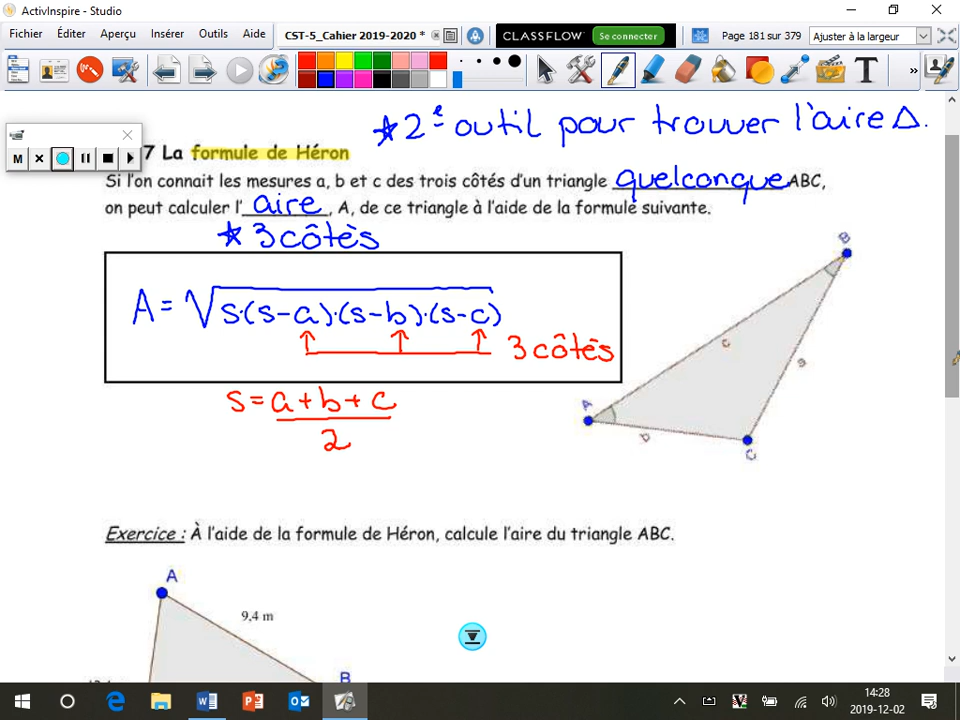 ActivInspire - Studio
Fichier Éditer Aperçu Insérer Outils Aide CST-5_Cahier 2019-2020 * CLASSFLOW Se connecter Page 181 sur 379 Ajuster à la largeur
T »
★ 2e outil pour trouver l'aire Δ.
M
7 La formule de Héron
Si l'on connait les mesures a, b et c des trois côtés d'un triangle quelconque ABC,
on peut calculer l'aire, A, de ce triangle à l'aide de la formule suivante.
★ 3 côtés
A = √s·(s-a)·(s-b)·(s-c)
3 côtés
s = a+b+c
2
B
c
a
A
b
C
Exercice : À l'aide de la formule de Héron, calcule l'aire du triangle ABC.
A
9,4 m
B
14:28
2019-12-02